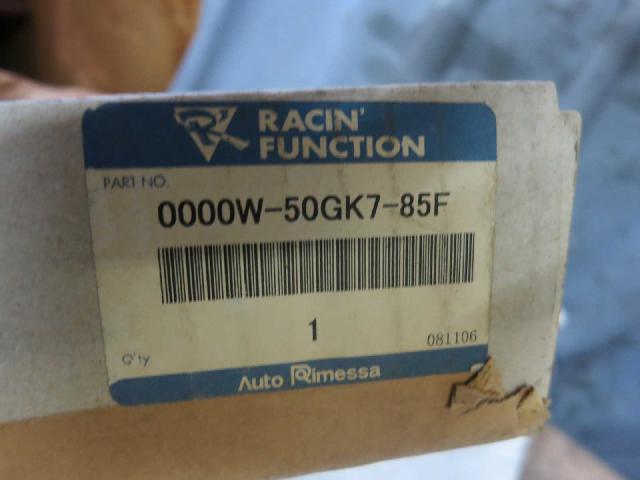 RACIN'
FUNCTION
PART NO.
0000W-50GK7-85F
1
081106
Q'ty
Auto Rimessa